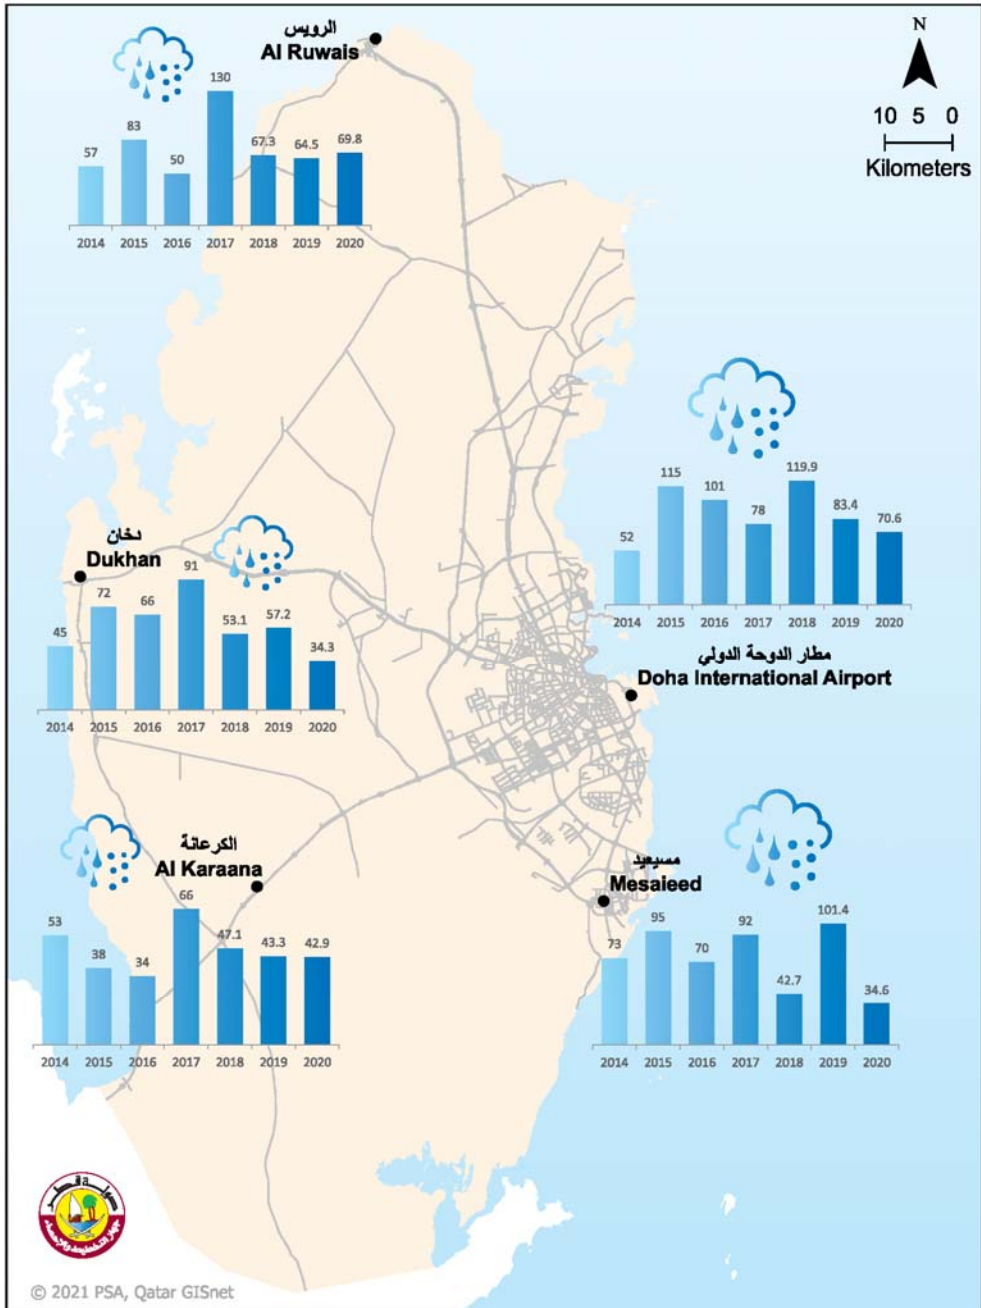 الرويس
Al Ruwais
N
10 5 0
Kilometers
57 83 50 130 67.3 64.5 69.8
2014 2015 2016 2017 2018 2019 2020
52 115 101 78 119.9 83.4 70.6
2014 2015 2016 2017 2018 2019 2020
مطار الدوحة الدولي
Doha International Airport
دخان
Dukhan
45 72 66 91 53.1 57.2 34.3
2014 2015 2016 2017 2018 2019 2020
الكرعانة
Al Karaana
53 38 34 66 47.1 43.3 42.9
2014 2015 2016 2017 2018 2019 2020
مسيعيد
Mesaieed
73 95 70 92 42.7 101.4 34.6
2014 2015 2016 2017 2018 2019 2020
دولة قطر
جهاز التخطيط والإحصاء
© 2021 PSA, Qatar GISnet